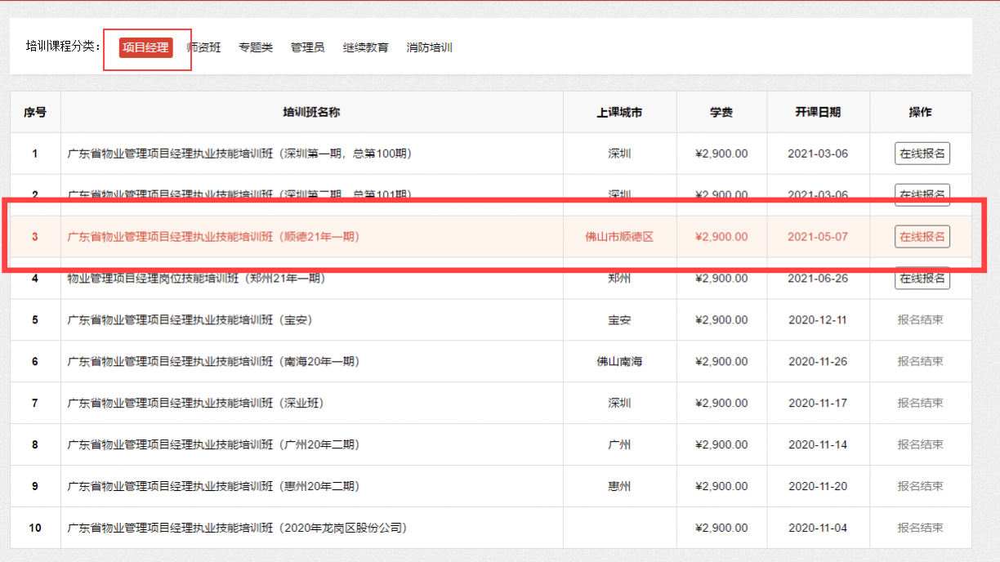 培训课程分类： 项目经理 师资班 专题类 管理员 继续教育 消防培训
序号 培训班名称 上课城市 学费 开课日期 操作
1 广东省物业管理项目经理执业技能培训班（深圳第一期，总第100期） 深圳 ¥2,900.00 2021-03-06 在线报名
2 广东省物业管理项目经理执业技能培训班（深圳第二期，总第101期） 深圳 ¥2,900.00 2021-03-06 在线报名
3 广东省物业管理项目经理执业技能培训班（顺德21年一期） 佛山市顺德区 ¥2,900.00 2021-05-07 在线报名
4 物业管理项目经理岗位技能培训班（郑州21年一期） 郑州 ¥2,900.00 2021-06-26 在线报名
5 广东省物业管理项目经理执业技能培训班（宝安） 宝安 ¥2,900.00 2020-12-11 报名结束
6 广东省物业管理项目经理执业技能培训班（南海20年一期） 佛山南海 ¥2,900.00 2020-11-26 报名结束
7 广东省物业管理项目经理执业技能培训班（深业班） 深圳 ¥2,900.00 2020-11-17 报名结束
8 广东省物业管理项目经理执业技能培训班（广州20年二期） 广州 ¥2,900.00 2020-11-14 报名结束
9 广东省物业管理项目经理执业技能培训班（惠州20年二期） 惠州 ¥2,900.00 2020-11-20 报名结束
10 广东省物业管理项目经理执业技能培训班（2020年龙岗区股份公司） ¥2,900.00 2020-11-04 报名结束